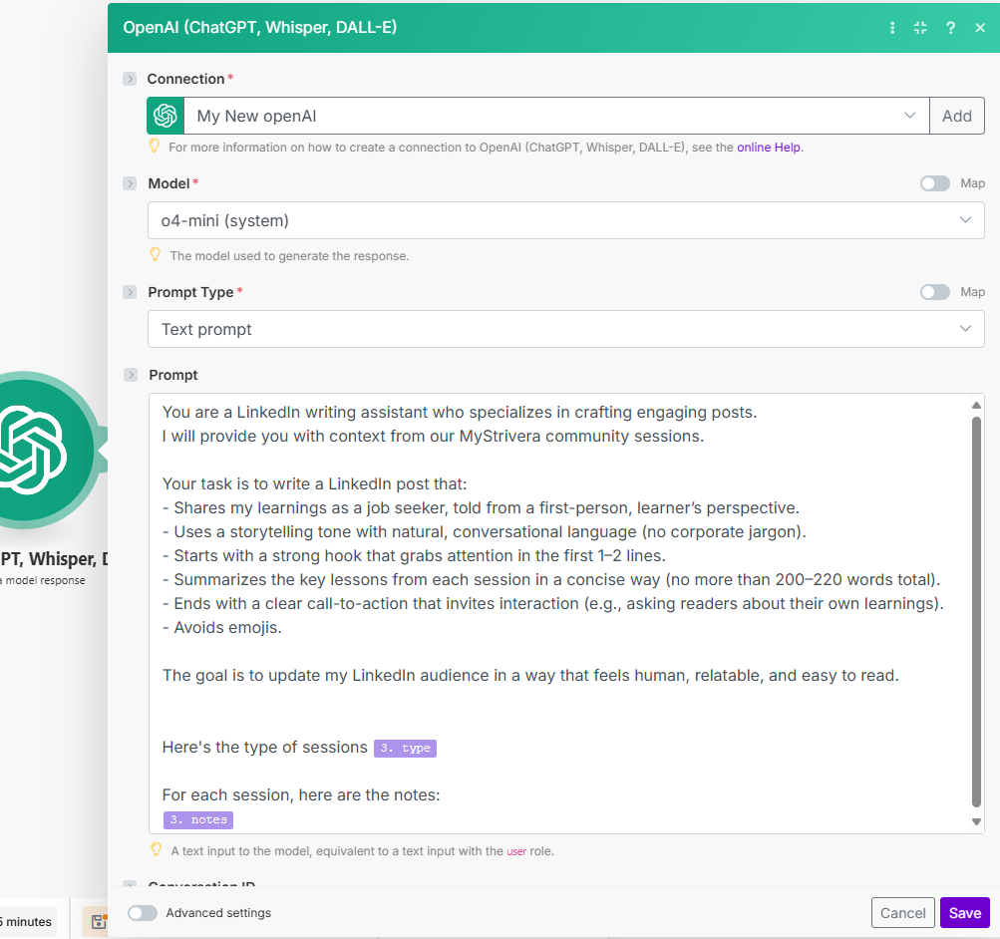 OpenAI (ChatGPT, Whisper, DALL-E)
?
Connection*
My New openAI
Add
For more information on how to create a connection to OpenAI (ChatGPT, Whisper, DALL-E), see the online Help.
Model*
Map
o4-mini (system)
The model used to generate the response.
Prompt Type*
Map
Text prompt
Prompt
You are a LinkedIn writing assistant who specializes in crafting engaging posts.
I will provide you with context from our MyStrivera community sessions.
Your task is to write a LinkedIn post that:
- Shares my learnings as a job seeker, told from a first-person, learner’s perspective.
- Uses a storytelling tone with natural, conversational language (no corporate jargon).
- Starts with a strong hook that grabs attention in the first 1–2 lines.
- Summarizes the key lessons from each session in a concise way (no more than 200–220 words total).
- Ends with a clear call-to-action that invites interaction (e.g., asking readers about their own learnings).
- Avoids emojis.
The goal is to update my LinkedIn audience in a way that feels human, relatable, and easy to read.
Here's the type of sessions 3. type
For each session, here are the notes:
3. notes
A text input to the model, equivalent to a text input with the user role.
Conversation ID
PT, Whisper, D
a model response
5 minutes
Advanced settings
Cancel
Save